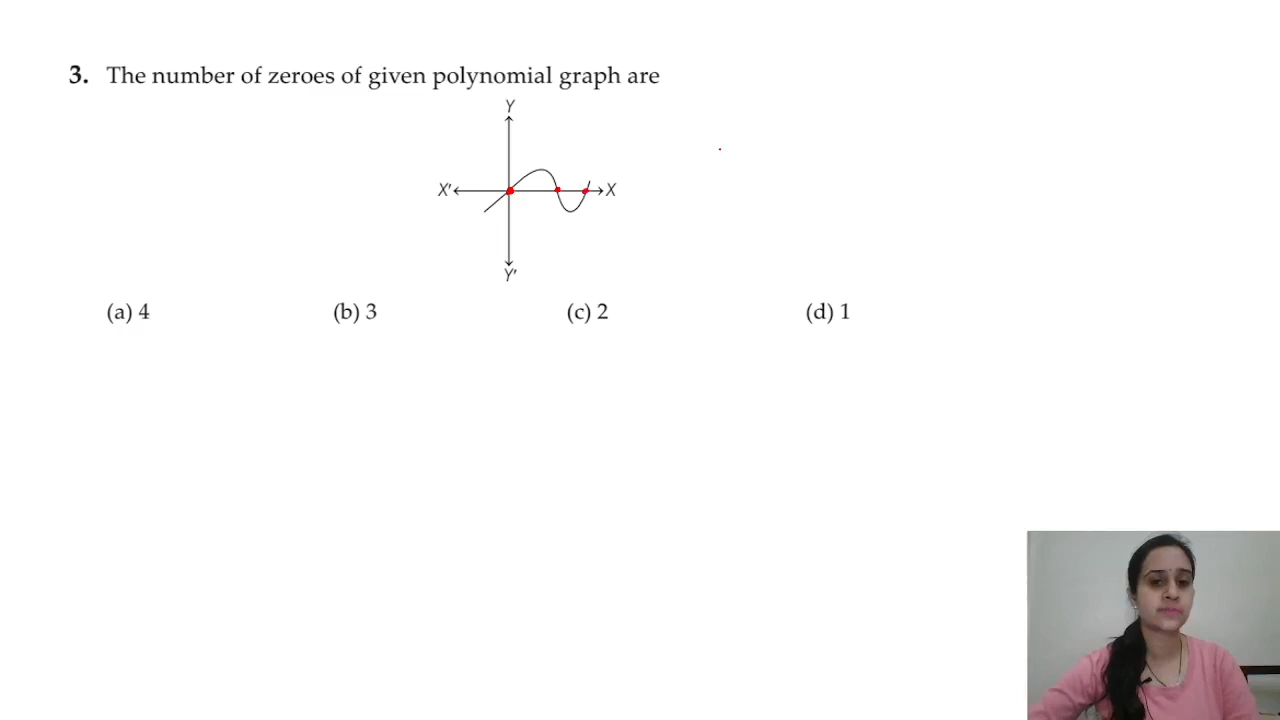 3. The number of zeroes of given polynomial graph are
Y
X′ X
Y′
(a) 4 (b) 3 (c) 2 (d) 1